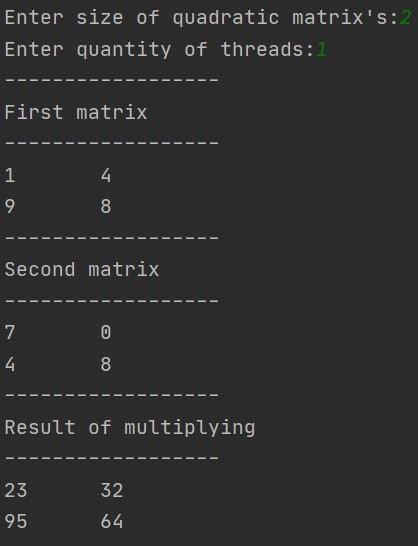 Enter size of quadratic matrix's:2
Enter quantity of threads:1
------------------
First matrix
------------------
1       4
9       8
------------------
Second matrix
------------------
7       0
4       8
------------------
Result of multiplying
------------------
23      32
95      64